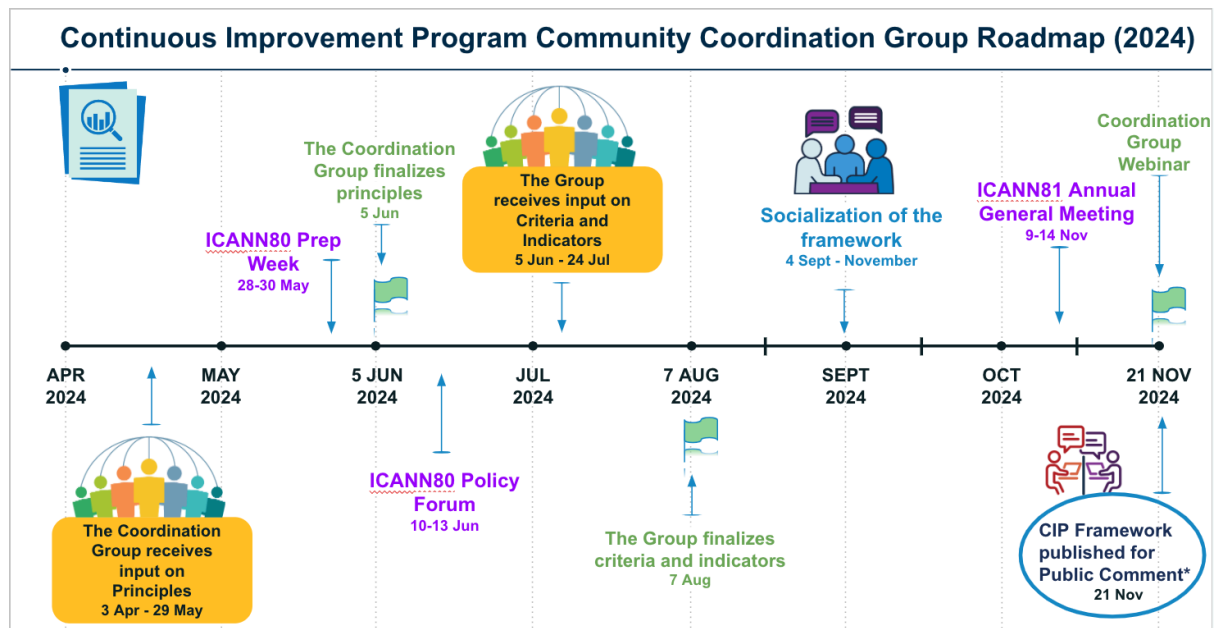 Continuous Improvement Program Community Coordination Group Roadmap (2024)
The Coordination
Group finalizes
principles
5 Jun
ICANN80 Prep
Week
28-30 May
The Group
receives input on
Criteria and
Indicators
5 Jun - 24 Jul
Socialization of the
framework
4 Sept - November
Coordination
Group
Webinar
ICANN81 Annual
General Meeting
9-14 Nov
APR
2024
MAY
2024
5 JUN
2024
JUL
2024
7 AUG
2024
SEPT
2024
OCT
2024
21 NOV
2024
The Coordination
Group receives
input on
Principles
3 Apr - 29 May
ICANN80 Policy
Forum
10-13 Jun
The Group finalizes
criteria and indicators
7 Aug
CIP Framework
published for
Public Comment*
21 Nov